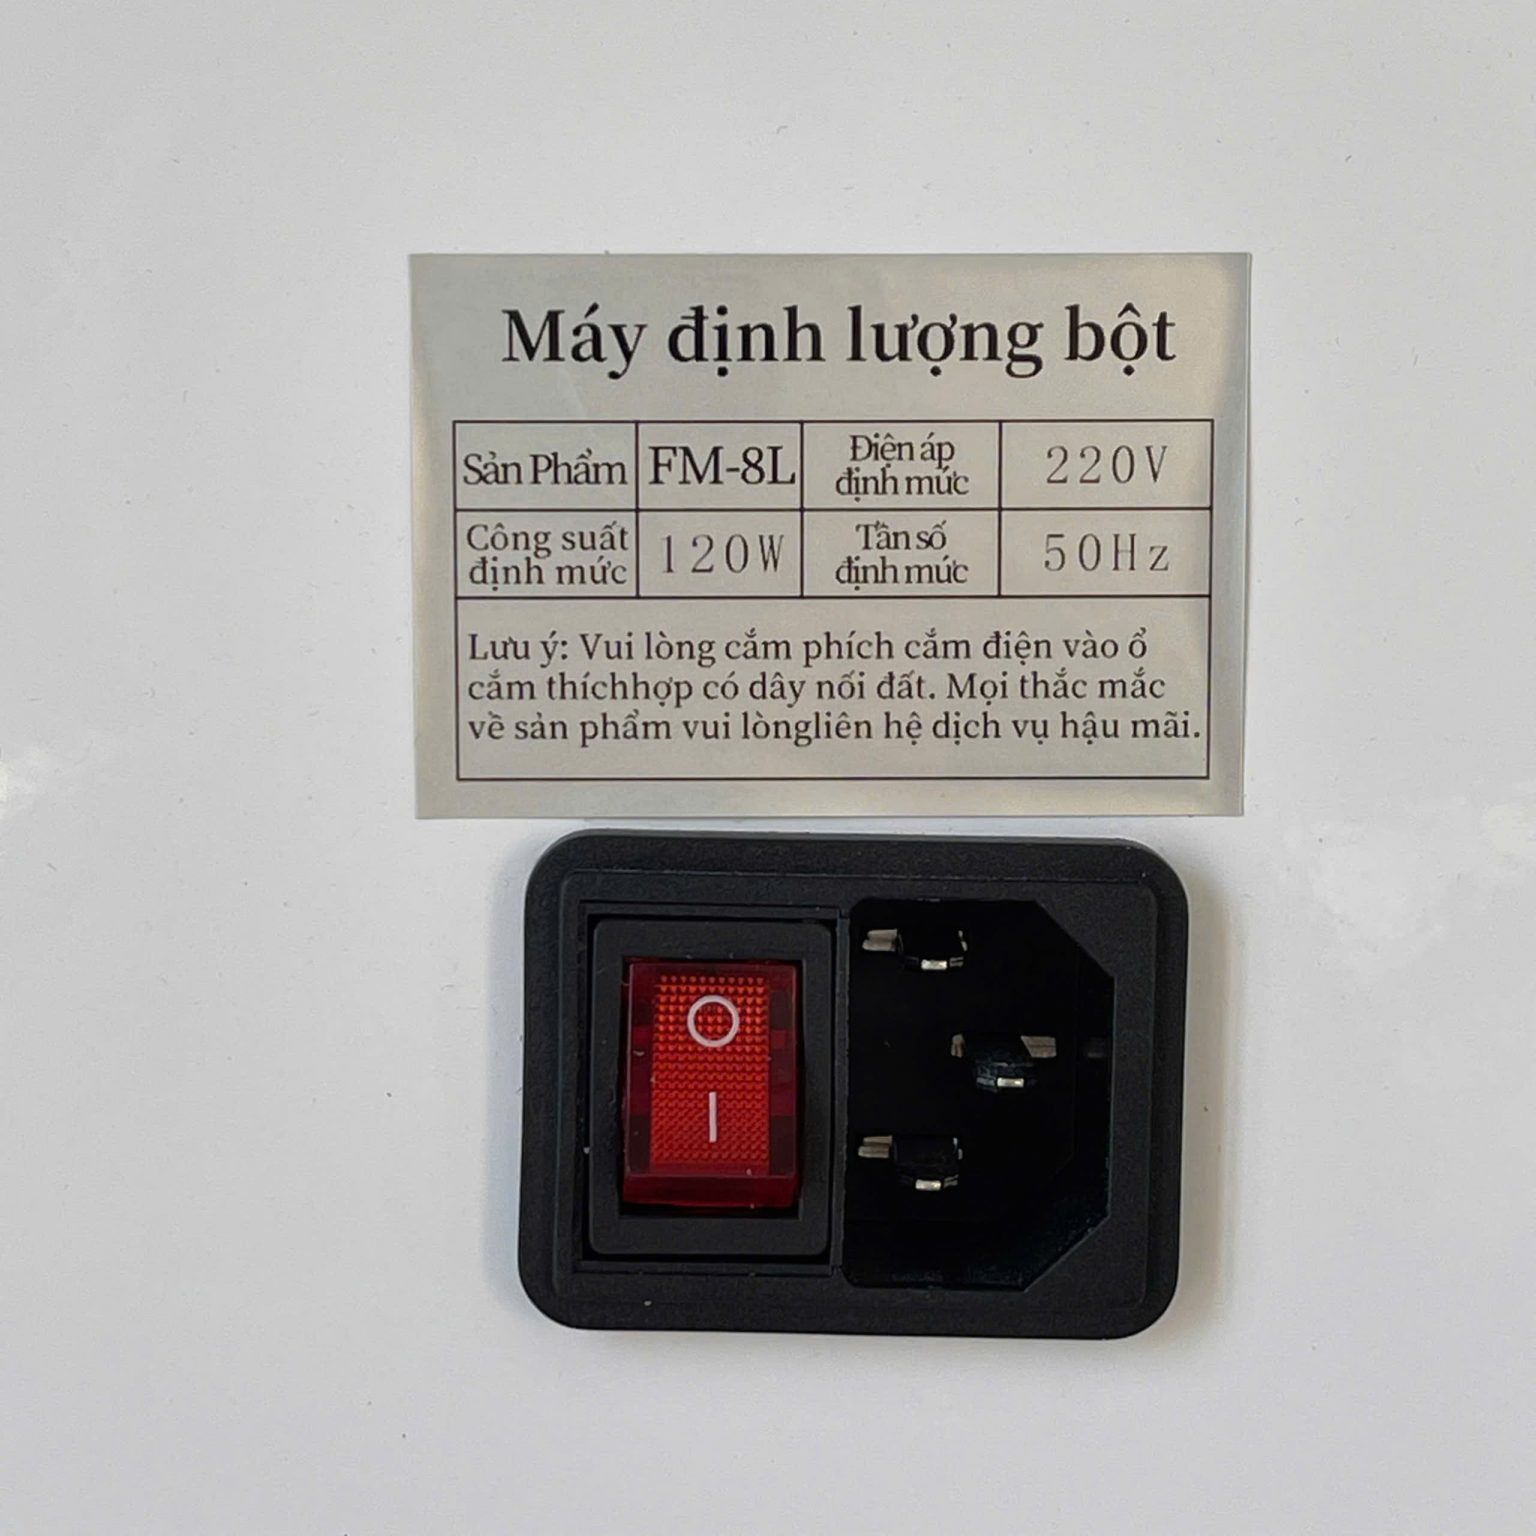 Máy định lượng bột
Sản Phẩm FM-8L Điện áp định mức 220V
Công suất định mức 120W Tần số định mức 50Hz
Lưu ý: Vui lòng cắm phích cắm điện vào ổ
cắm thíchhợp có dây nối đất. Mọi thắc mắc
về sản phẩm vui lòngliên hệ dịch vụ hậu mãi.
O
I